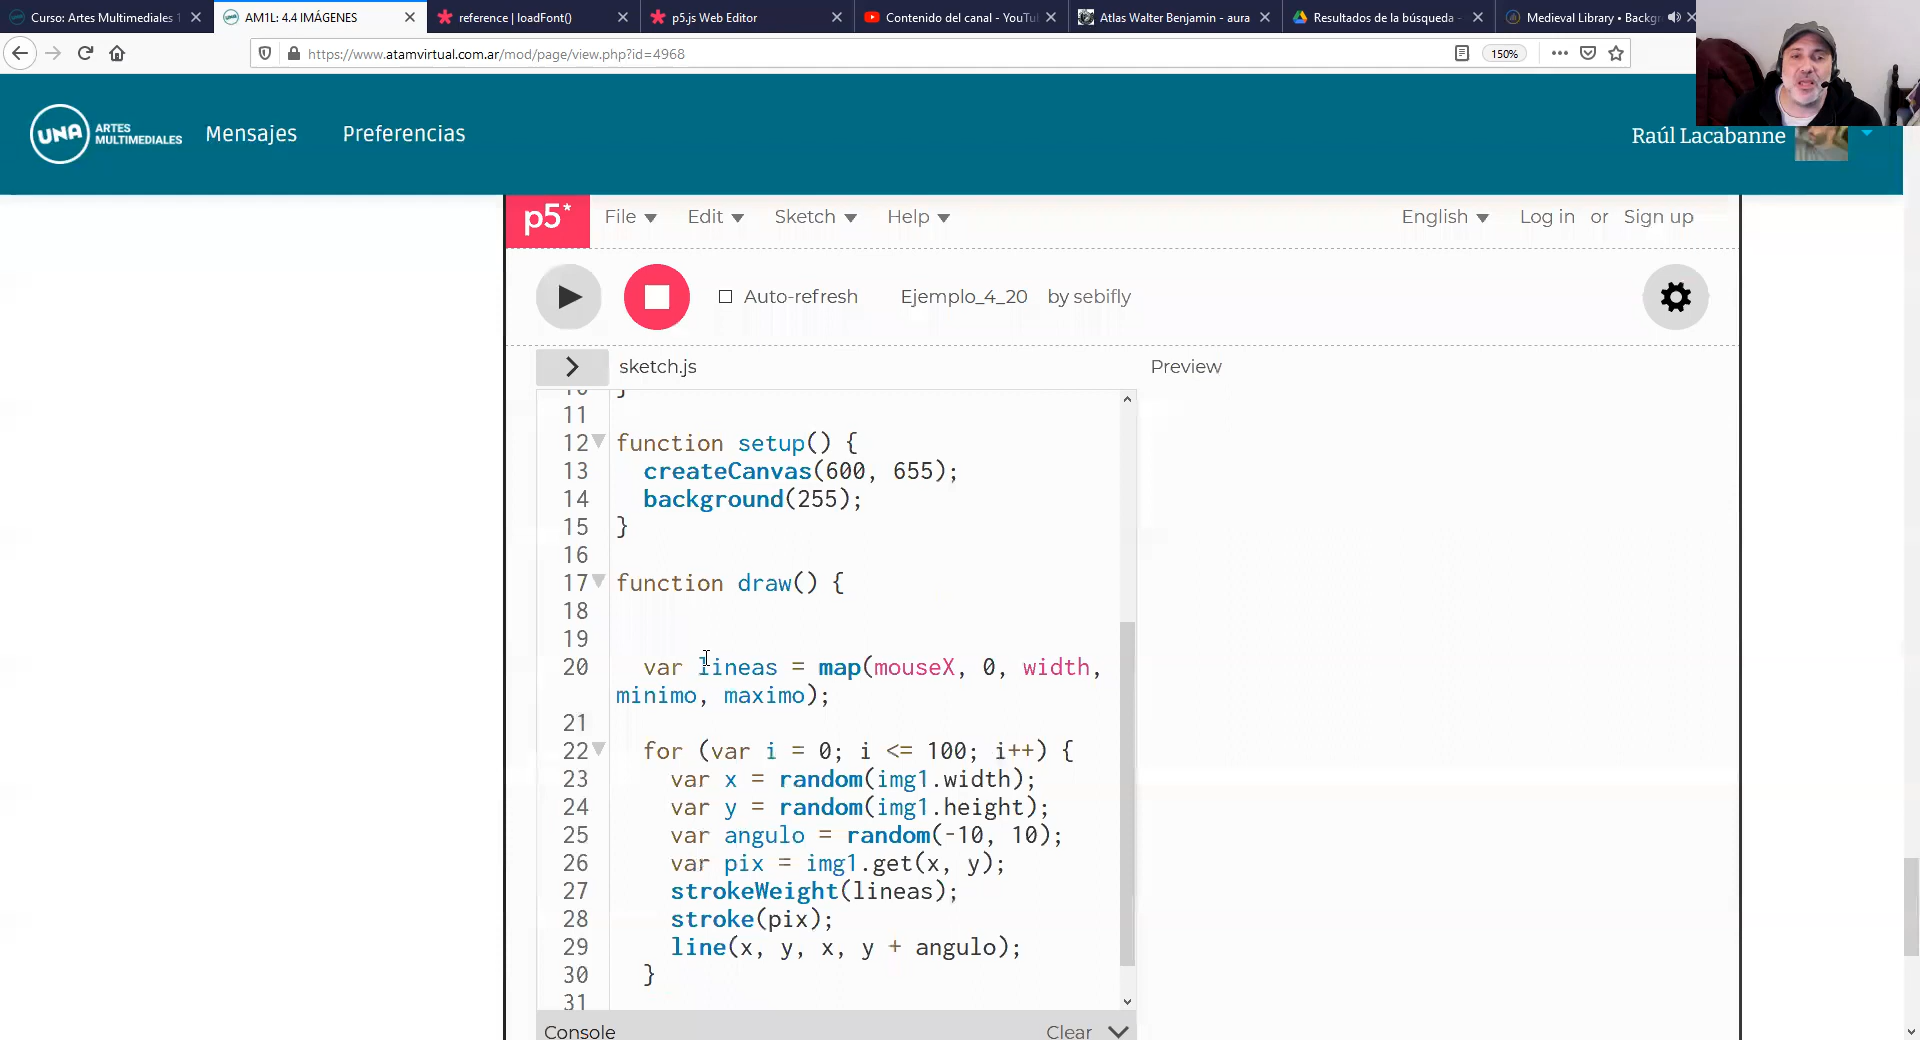 Curso: Artes Multimediales 1
AM1L: 4.4 IMÁGENES
reference | loadFont()
p5.js Web Editor
Contenido del canal - YouTu
Atlas Walter Benjamin - aura
Resultados de la búsqueda -
Medieval Library • Backgr
https://www.atamvirtual.com.ar/mod/page/view.php?id=4968
150%
UNA ARTES
MULTIMEDIALES
Mensajes
Preferencias
Raúl Lacabanne
p5*
File
Edit
Sketch
Help
English
Log in or Sign up
Auto-refresh
Ejemplo_4_20 by sebifly
sketch.js
Preview
10 }
11
12 function setup() {
13 createCanvas(600, 655);
14 background(255);
15 }
16
17 function draw() {
18
19
20 var lineas = map(mouseX, 0, width,
minimo, maximo);
21
22 for (var i = 0; i <= 100; i++) {
23 var x = random(img1.width);
24 var y = random(img1.height);
25 var angulo = random(-10, 10);
26 var pix = img1.get(x, y);
27 strokeWeight(lineas);
28 stroke(pix);
29 line(x, y, x, y + angulo);
30 }
31
Console
Clear